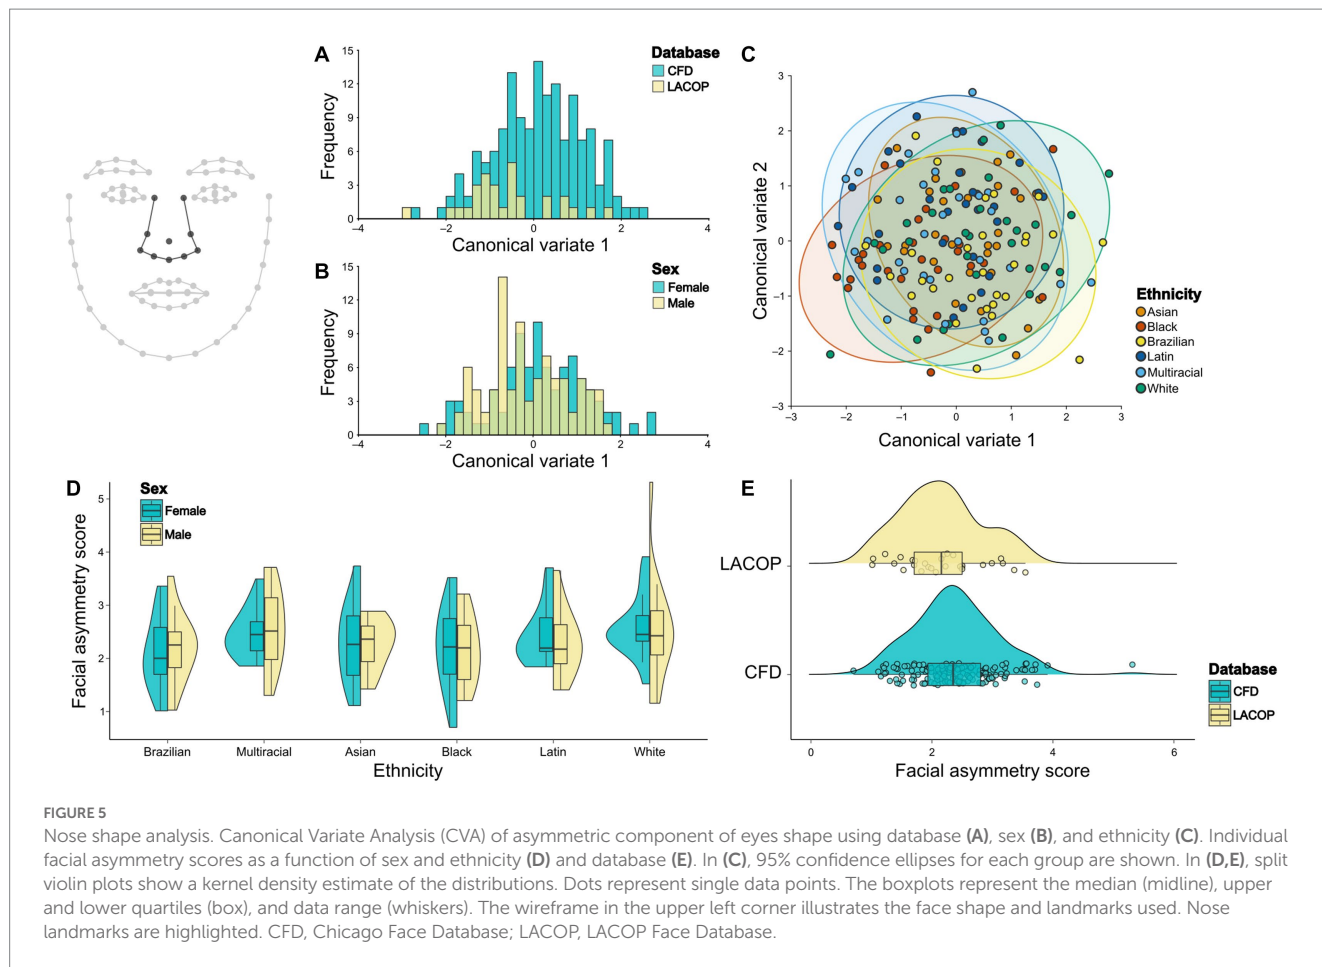 A
15
12
9
6
3
0
Frequency
−4
−2
0
2
4
Canonical variate 1
Database
CFD
LACOP
B
15
12
9
6
3
0
Frequency
−4
−2
0
2
4
Canonical variate 1
Sex
Female
Male
C
3
2
1
0
−1
−2
−3
Canonical variate 2
−3
−2
−1
0
1
2
3
Canonical variate 1
Ethnicity
Asian
Black
Brazilian
Latin
Multiracial
White
D
Sex
Female
Male
5
4
3
2
1
Facial asymmetry score
Brazilian
Multiracial
Asian
Black
Latin
White
Ethnicity
E
LACOP
CFD
0
2
4
6
Facial asymmetry score
Database
CFD
LACOP
FIGURE 5
Nose shape analysis. Canonical Variate Analysis (CVA) of asymmetric component of eyes shape using database (A), sex (B), and ethnicity (C). Individual
facial asymmetry scores as a function of sex and ethnicity (D) and database (E). In (C), 95% confidence ellipses for each group are shown. In (D,E), split
violin plots show a kernel density estimate of the distributions. Dots represent single data points. The boxplots represent the median (midline), upper
and lower quartiles (box), and data range (whiskers). The wireframe in the upper left corner illustrates the face shape and landmarks used. Nose
landmarks are highlighted. CFD, Chicago Face Database; LACOP, LACOP Face Database.